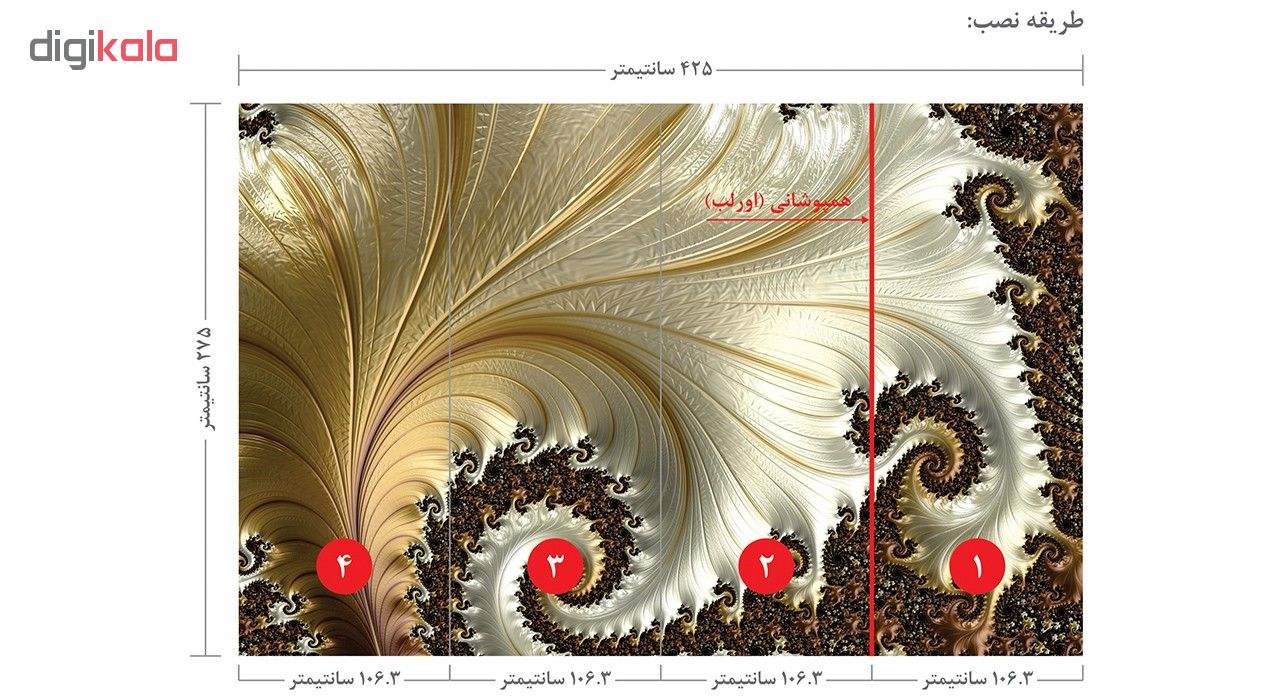 طریقه نصب:
digikala
۴۲۵ سانتیمتر
همپوشانی (اورلب)
۲۷۵ سانتیمتر
۱
۲
۳
۴
۱۰۶.۳ سانتیمتر
۱۰۶.۳ سانتیمتر
۱۰۶.۳ سانتیمتر
۱۰۶.۳ سانتیمتر